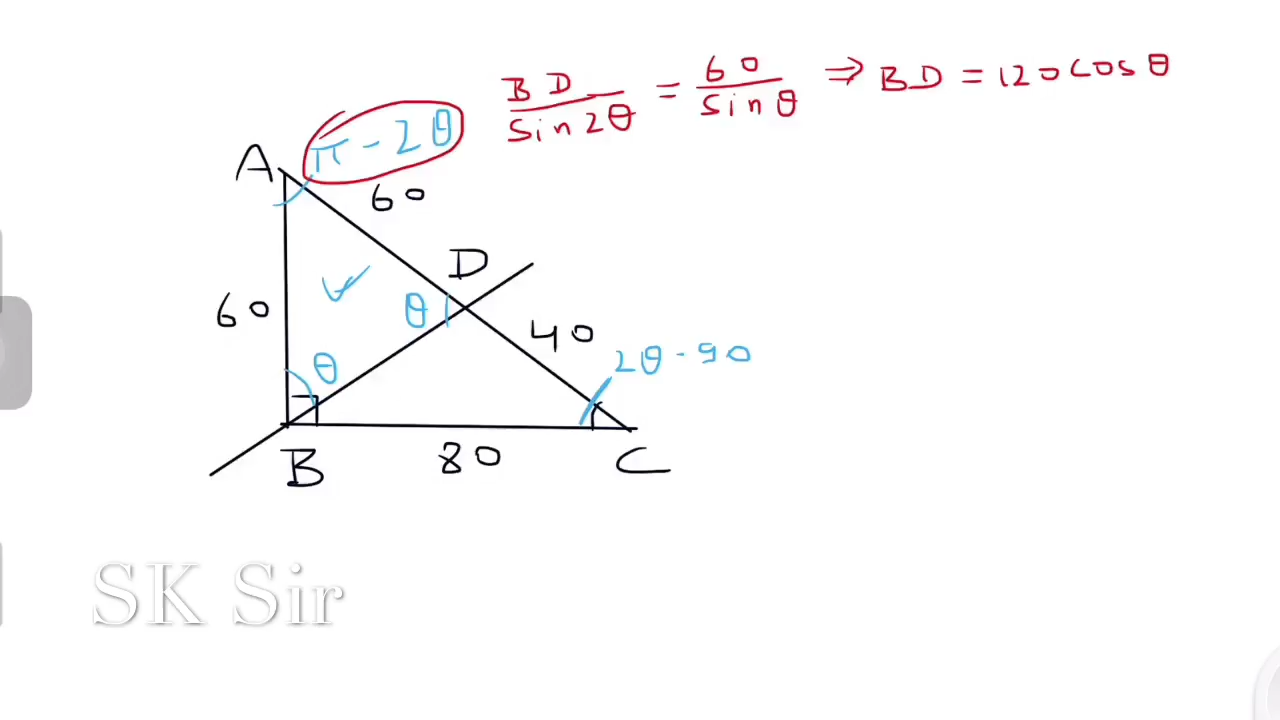 BD/sin2θ = 60/sinθ ⇒ BD = 120cosθ
π-2θ
A
60
D
60
θ
40
2θ-90
θ
B
80
C
SK Sir